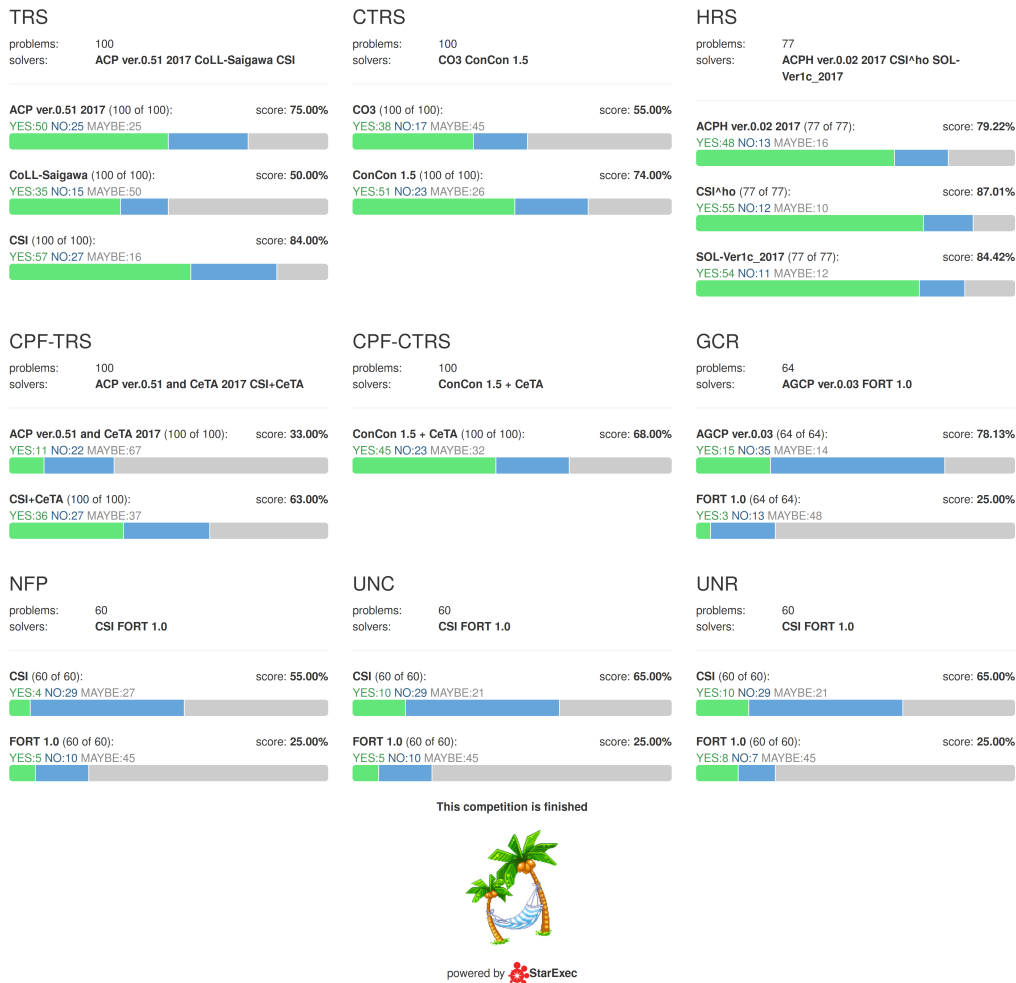 TRS
problems: 100
solvers: ACP ver.0.51 2017 CoLL-Saigawa CSI
ACP ver.0.51 2017 (100 of 100): score: 75.00%
YES:50 NO:25 MAYBE:25
CoLL-Saigawa (100 of 100): score: 50.00%
YES:35 NO:15 MAYBE:50
CSI (100 of 100): score: 84.00%
YES:57 NO:27 MAYBE:16
CTRS
problems: 100
solvers: CO3 ConCon 1.5
CO3 (100 of 100): score: 55.00%
YES:38 NO:17 MAYBE:45
ConCon 1.5 (100 of 100): score: 74.00%
YES:51 NO:23 MAYBE:26
HRS
problems: 77
solvers: ACPH ver.0.02 2017 CSI^ho SOL-
Ver1c_2017
ACPH ver.0.02 2017 (77 of 77): score: 79.22%
YES:48 NO:13 MAYBE:16
CSI^ho (77 of 77): score: 87.01%
YES:55 NO:12 MAYBE:10
SOL-Ver1c_2017 (77 of 77): score: 84.42%
YES:54 NO:11 MAYBE:12
CPF-TRS
problems: 100
solvers: ACP ver.0.51 and CeTA 2017 CSI+CeTA
ACP ver.0.51 and CeTA 2017 (100 of 100): score: 33.00%
YES:11 NO:22 MAYBE:67
CSI+CeTA (100 of 100): score: 63.00%
YES:36 NO:27 MAYBE:37
CPF-CTRS
problems: 100
solvers: ConCon 1.5 + CeTA
ConCon 1.5 + CeTA (100 of 100): score: 68.00%
YES:45 NO:23 MAYBE:32
GCR
problems: 64
solvers: AGCP ver.0.03 FORT 1.0
AGCP ver.0.03 (64 of 64): score: 78.13%
YES:15 NO:35 MAYBE:14
FORT 1.0 (64 of 64): score: 25.00%
YES:3 NO:13 MAYBE:48
NFP
problems: 60
solvers: CSI FORT 1.0
CSI (60 of 60): score: 55.00%
YES:4 NO:29 MAYBE:27
FORT 1.0 (60 of 60): score: 25.00%
YES:5 NO:10 MAYBE:45
UNC
problems: 60
solvers: CSI FORT 1.0
CSI (60 of 60): score: 65.00%
YES:10 NO:29 MAYBE:21
FORT 1.0 (60 of 60): score: 25.00%
YES:5 NO:10 MAYBE:45
UNR
problems: 60
solvers: CSI FORT 1.0
CSI (60 of 60): score: 65.00%
YES:10 NO:29 MAYBE:21
FORT 1.0 (60 of 60): score: 25.00%
YES:8 NO:7 MAYBE:45
This competition is finished
powered by StarExec